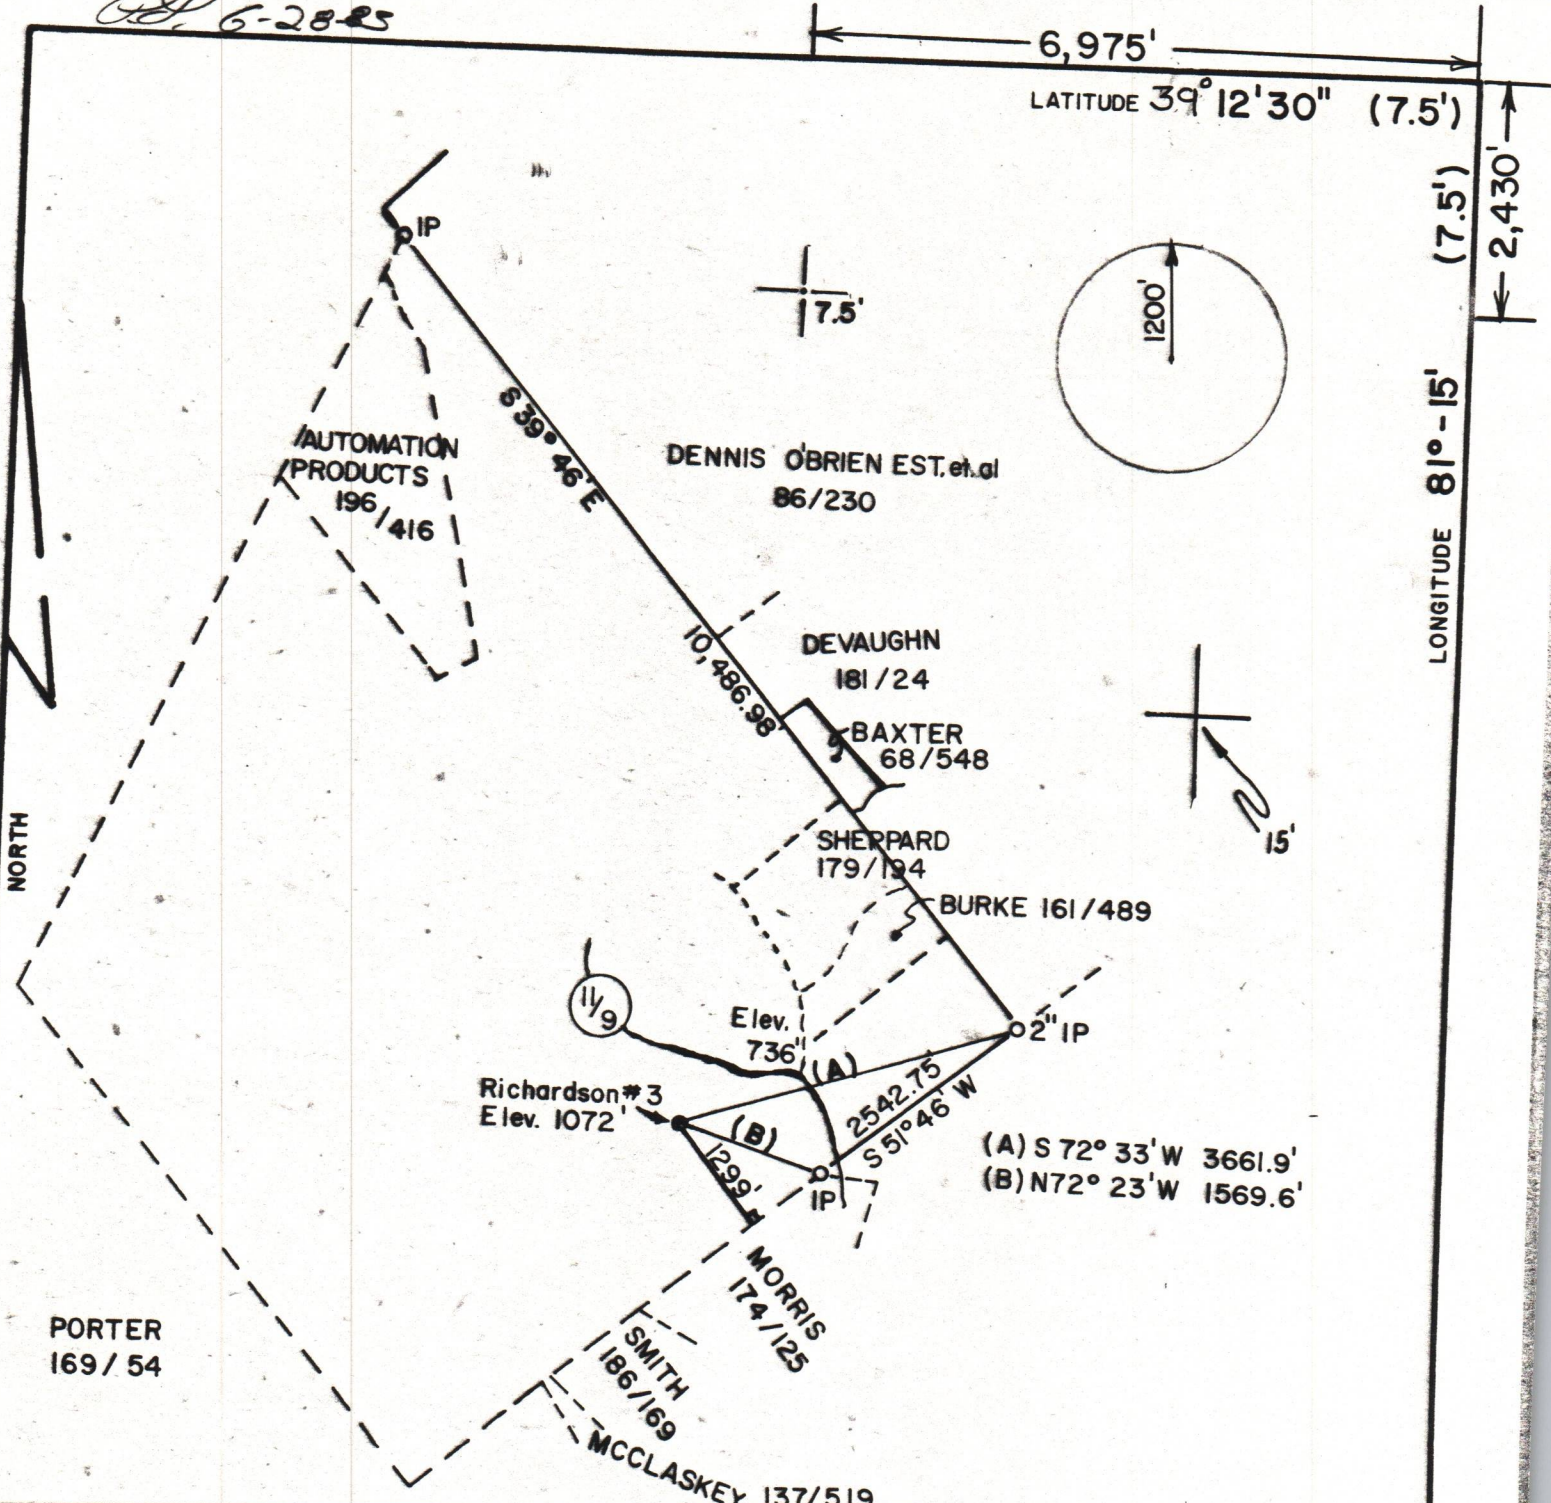 6-28-85
6,975'
LATITUDE 39° 12' 30" (7.5')
(7.5')
2,430'
IP
7.5'
1200'
S 39° 46' E
AUTOMATION
PRODUCTS
196/416
DENNIS O'BRIEN EST. et. al
86/230
LONGITUDE 81° - 15'
10,486.98
DEVAUGHN
181/24
BAXTER
68/548
15'
NORTH
SHEPPARD
179/194
BURKE 161/489
11/9
Elev.
736'
2" IP
(A)
Richardson #3
Elev. 1072'
(B)
2542.75
S 51° 46' W
1299'
IP
(A) S 72° 33' W 3661.9'
(B) N72° 23' W 1569.6'
MORRIS
174/125
PORTER
169/54
SMITH
186/169
MCCLASKEY 137/519